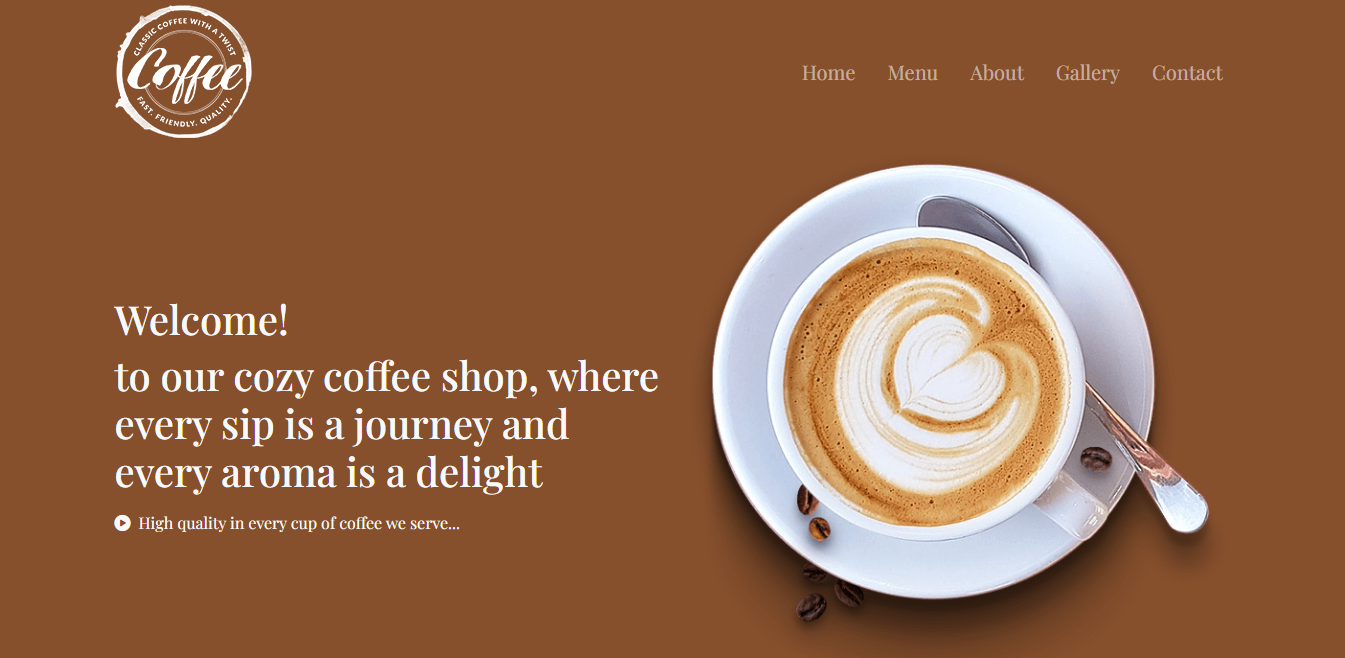 CLASSIC COFFEE WITH A TWIST
Coffee
FAST. FRIENDLY. QUALITY.
Home Menu About Gallery Contact
Welcome!
to our cozy coffee shop, where
every sip is a journey and
every aroma is a delight
High quality in every cup of coffee we serve...